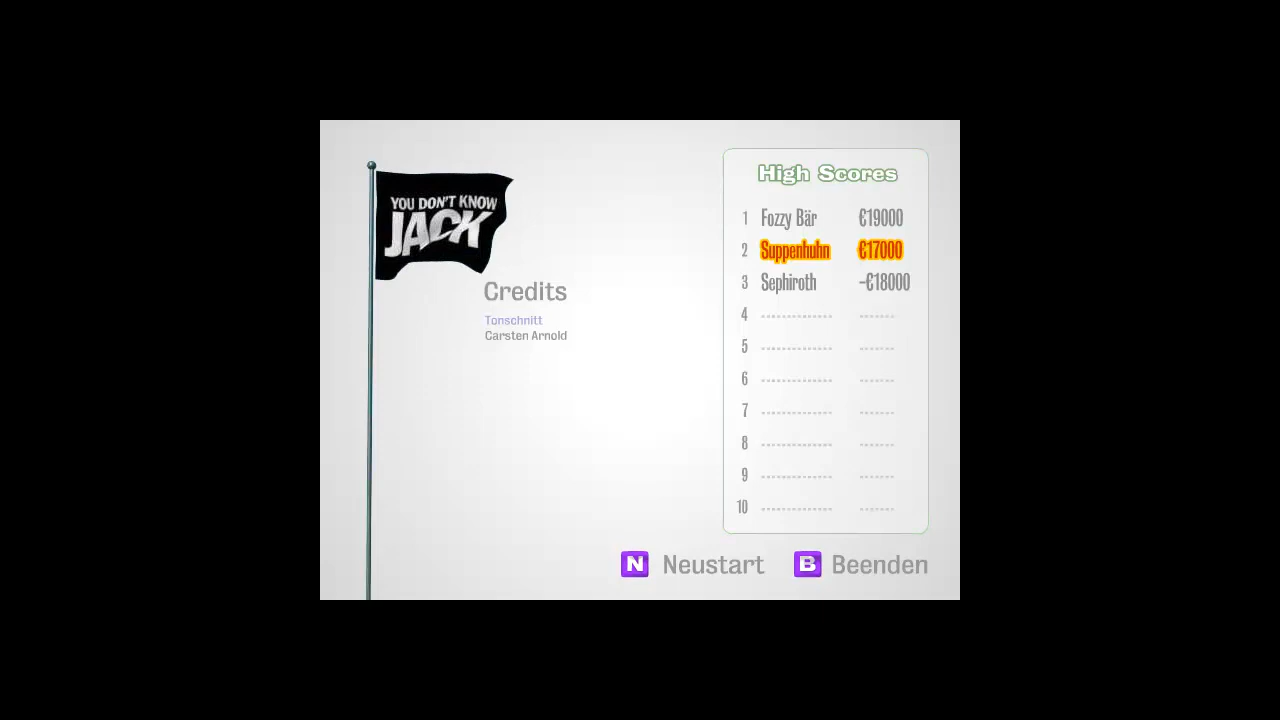 YOU DON'T KNOW
JACK
Credits
Tonschnitt
Carsten Arnold
High Scores
1 Fozzy Bär €19000
2 Suppenhuhn €17000
3 Sephiroth -€18000
4 ------------- -------
5 ------------- -------
6 ------------- -------
7 ------------- -------
8 ------------- -------
9 ------------- -------
10 ------------- -------
N Neustart B Beenden